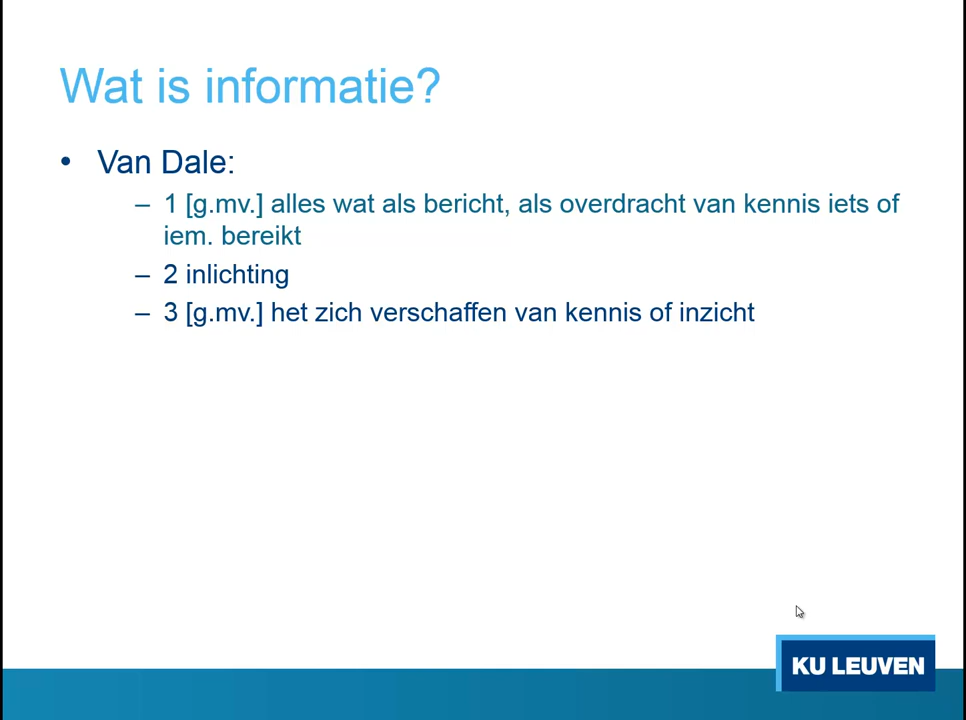 Wat is informatie?
• Van Dale:
– 1 [g.mv.] alles wat als bericht, als overdracht van kennis iets of
iem. bereikt
– 2 inlichting
– 3 [g.mv.] het zich verschaffen van kennis of inzicht
KU LEUVEN